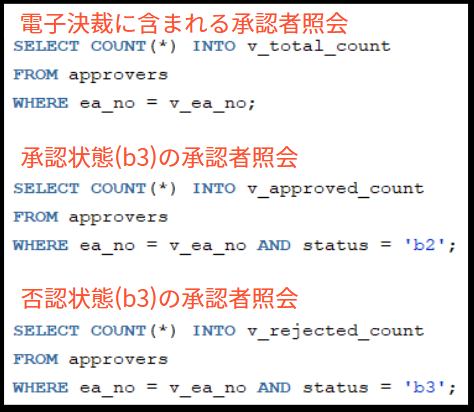 電子決裁に含まれる承認者照会
SELECT COUNT(*) INTO v_total_count
FROM approvers
WHERE ea_no = v_ea_no;
承認状態(b3)の承認者照会
SELECT COUNT(*) INTO v_approved_count
FROM approvers
WHERE ea_no = v_ea_no AND status = 'b2';
否認状態(b3)の承認者照会
SELECT COUNT(*) INTO v_rejected_count
FROM approvers
WHERE ea_no = v_ea_no AND status = 'b3';